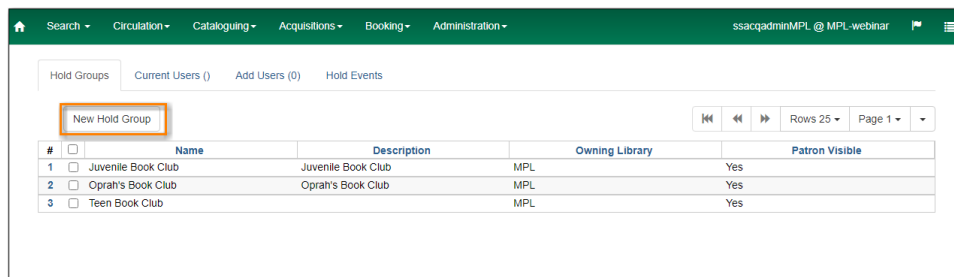 Search Circulation Cataloguing Acquisitions Booking Administration ssacqadminMPL @ MPL-webinar
Hold Groups Current Users () Add Users (0) Hold Events
New Hold Group Rows 25 Page 1
# Name Description Owning Library Patron Visible
1 Juvenile Book Club Juvenile Book Club MPL Yes
2 Oprah's Book Club Oprah's Book Club MPL Yes
3 Teen Book Club MPL Yes